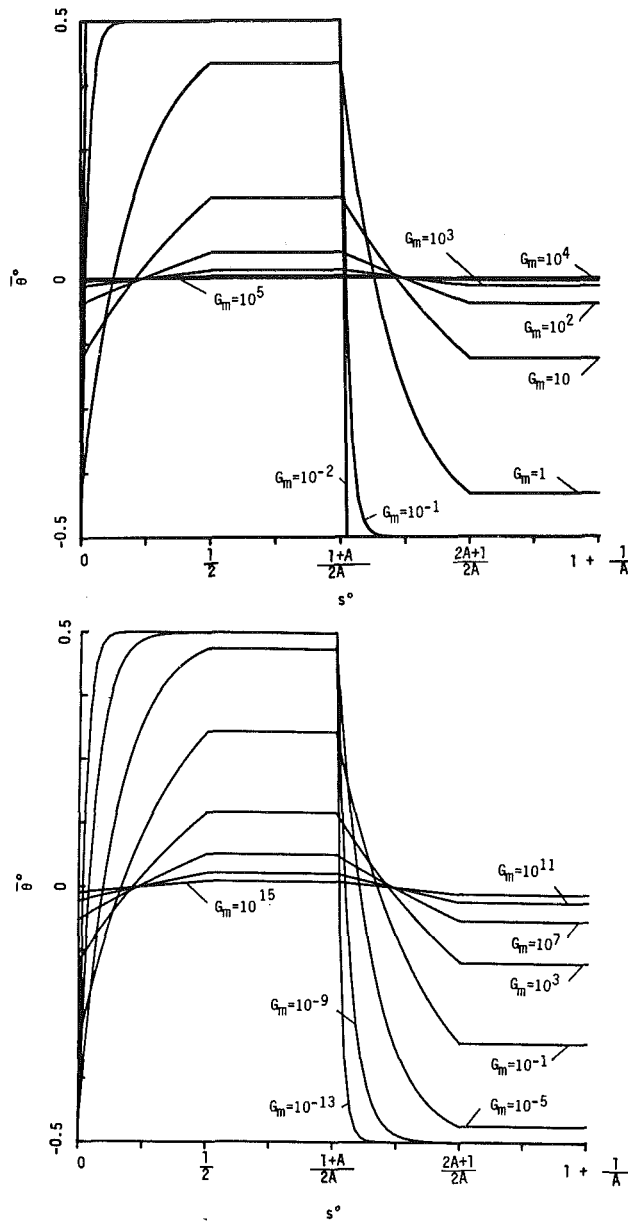 0.5
G_m=10^3
G_m=10^4
θ̄°
0
G_m=10^5
G_m=10^2
G_m=10
G_m=10^-2
G_m=1
G_m=10^-1
-0.5
0
1/2
1+A/2A
2A+1/2A
1 + 1/A
s°
0.5
G_m=10^11
θ̄°
0
G_m=10^15
G_m=10^7
G_m=10^3
G_m=10^-9
G_m=10^-1
G_m=10^-13
G_m=10^-5
-0.5
0
1/2
1+A/2A
2A+1/2A
1 + 1/A
s°